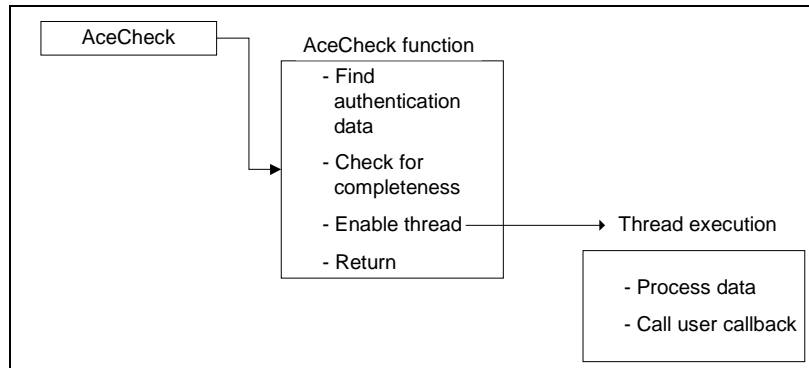 AceCheck
AceCheck function
- Find
authentication
data
- Check for
completeness
- Enable thread
- Return
Thread execution
- Process data
- Call user callback